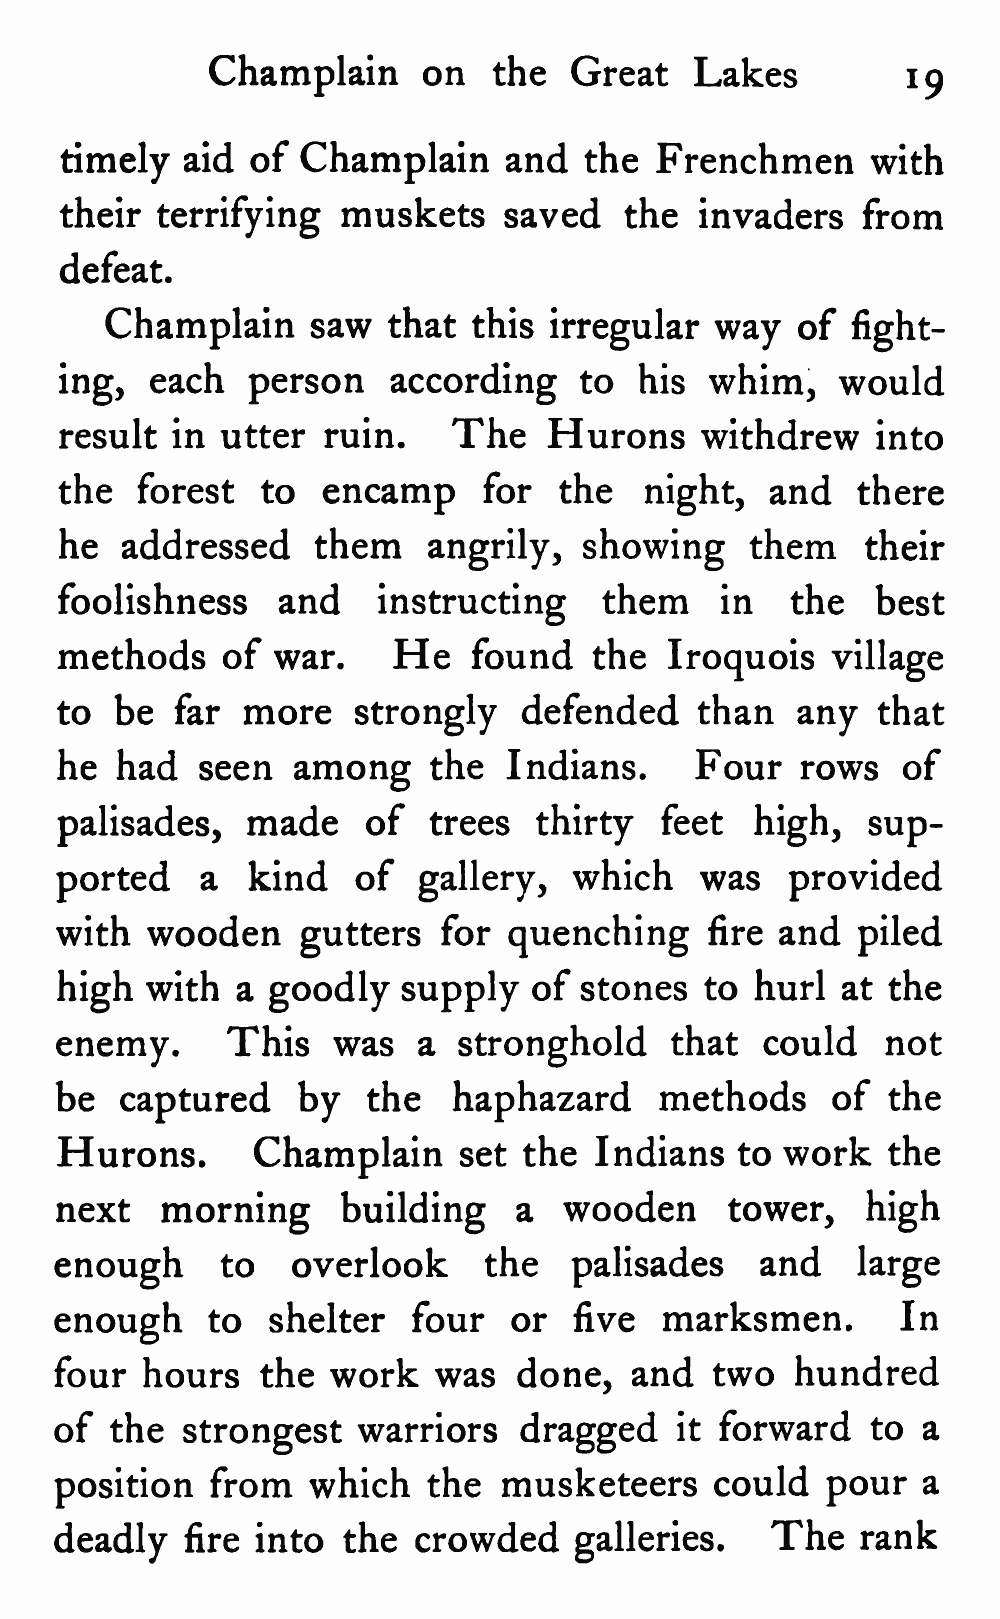 Champlain on the Great Lakes 19
timely aid of Champlain and the Frenchmen with
their terrifying muskets saved the invaders from
defeat.
Champlain saw that this irregular way of fight-
ing, each person according to his whim, would
result in utter ruin. The Hurons withdrew into
the forest to encamp for the night, and there
he addressed them angrily, showing them their
foolishness and instructing them in the best
methods of war. He found the Iroquois village
to be far more strongly defended than any that
he had seen among the Indians. Four rows of
palisades, made of trees thirty feet high, sup-
ported a kind of gallery, which was provided
with wooden gutters for quenching fire and piled
high with a goodly supply of stones to hurl at the
enemy. This was a stronghold that could not
be captured by the haphazard methods of the
Hurons. Champlain set the Indians to work the
next morning building a wooden tower, high
enough to overlook the palisades and large
enough to shelter four or five marksmen. In
four hours the work was done, and two hundred
of the strongest warriors dragged it forward to a
position from which the musketeers could pour a
deadly fire into the crowded galleries. The rank